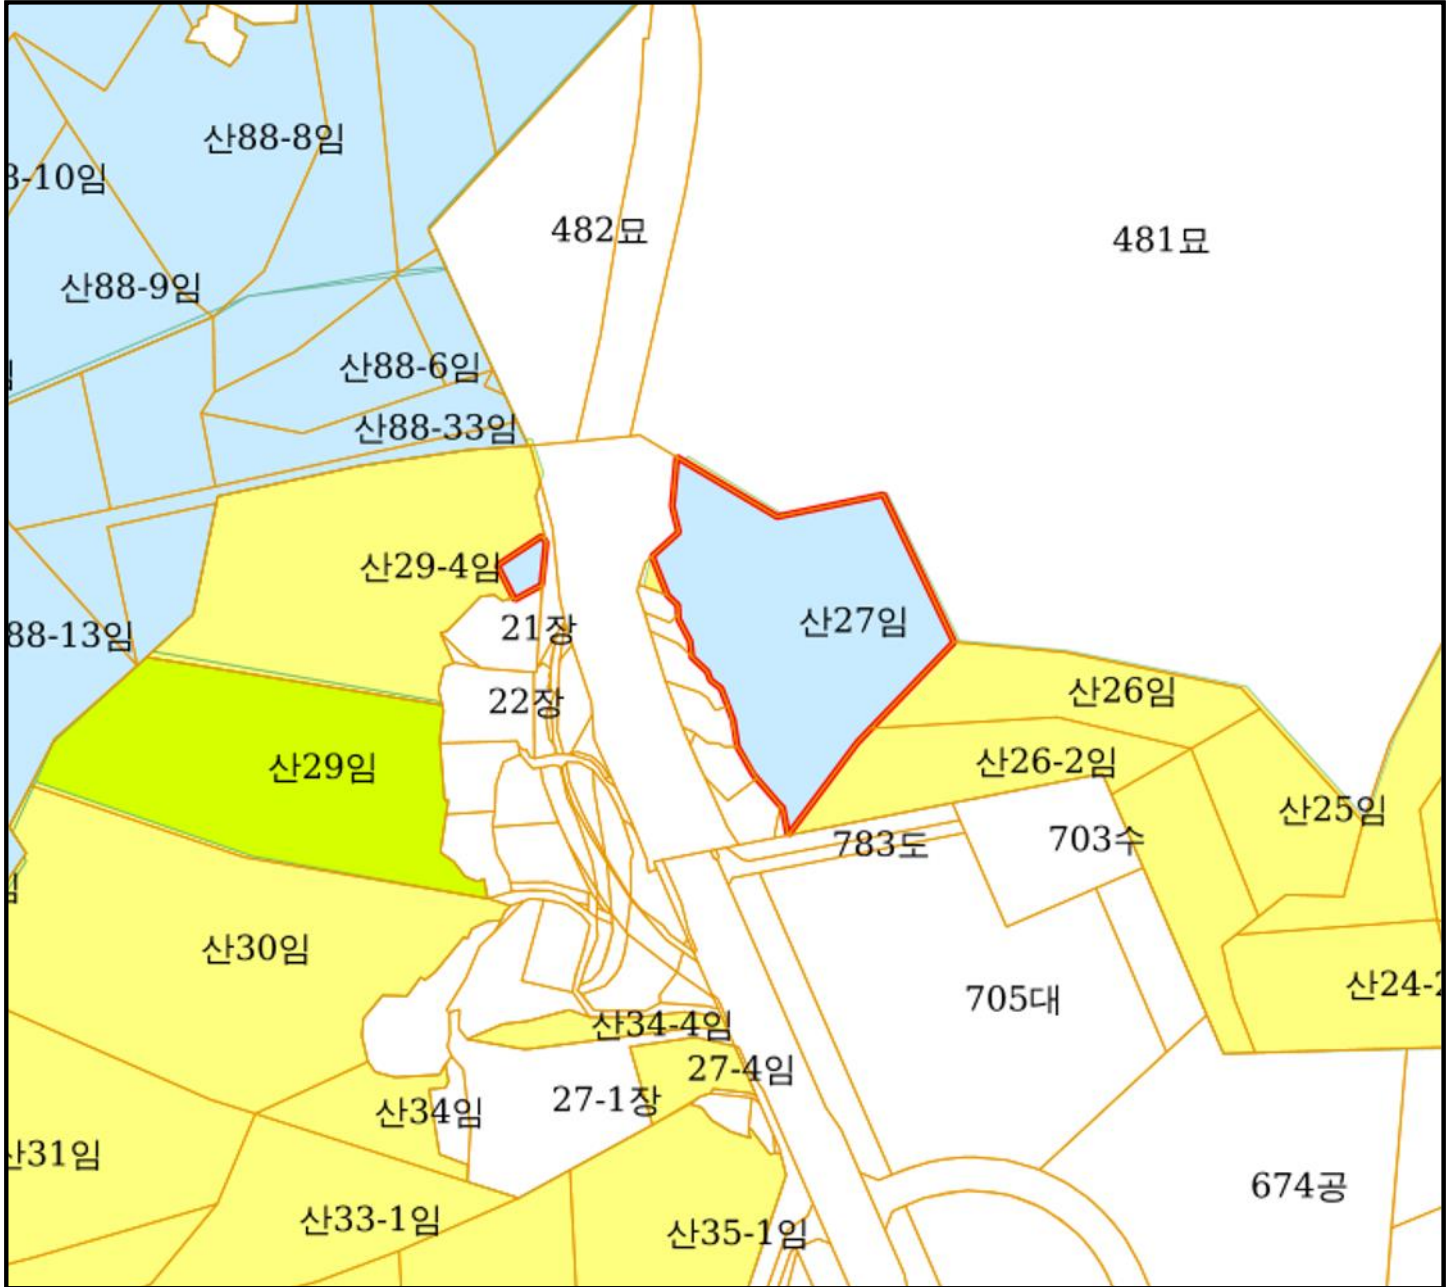 산88-8임
-10임
482묘
481묘
산88-9임
산88-6임
산88-33임
산29-4임
산27임
21장
88-13임
산26임
22장
산26-2임
산29임
산25임
783도
703수
산30임
산24-2
705대
산34-4임
27-4임
27-1장
산34임
산31임
674공
산33-1임
산35-1임